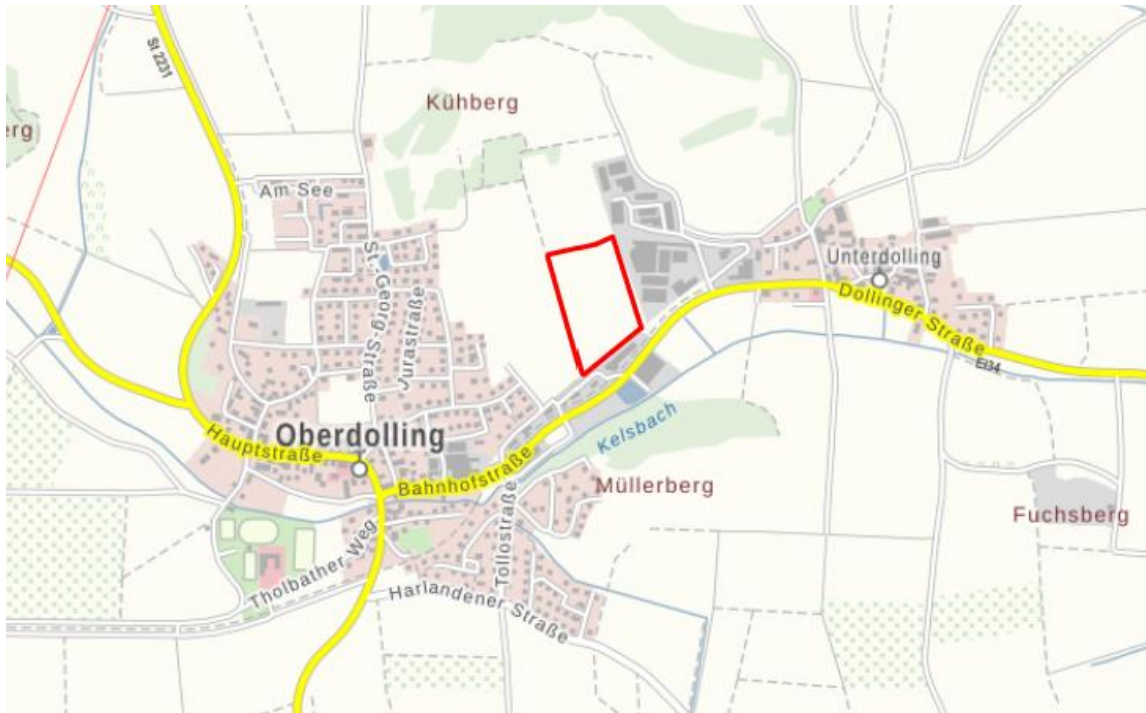 St 2231
Kühberg
erg
Am See
St.-Georg-Straße
Jurastraße
Unterdolling
Dollinger Straße
Ei34
Oberdolling
Hauptstraße
Kelsbach
Bahnhofstraße
Müllerberg
Fuchsberg
Tholbather Weg
Tollostraße
Harlandener Straße